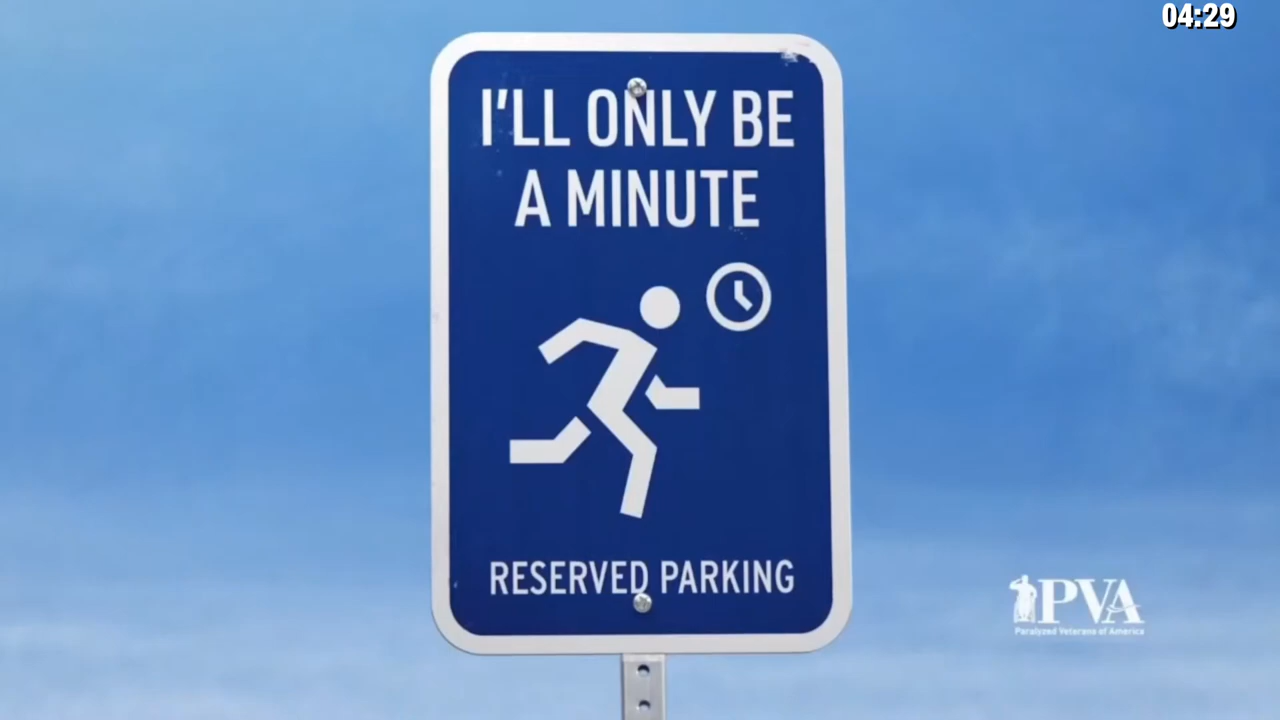 04:29
I'LL ONLY BE
A MINUTE
RESERVED PARKING
PVA
Paralyzed Veterans of America